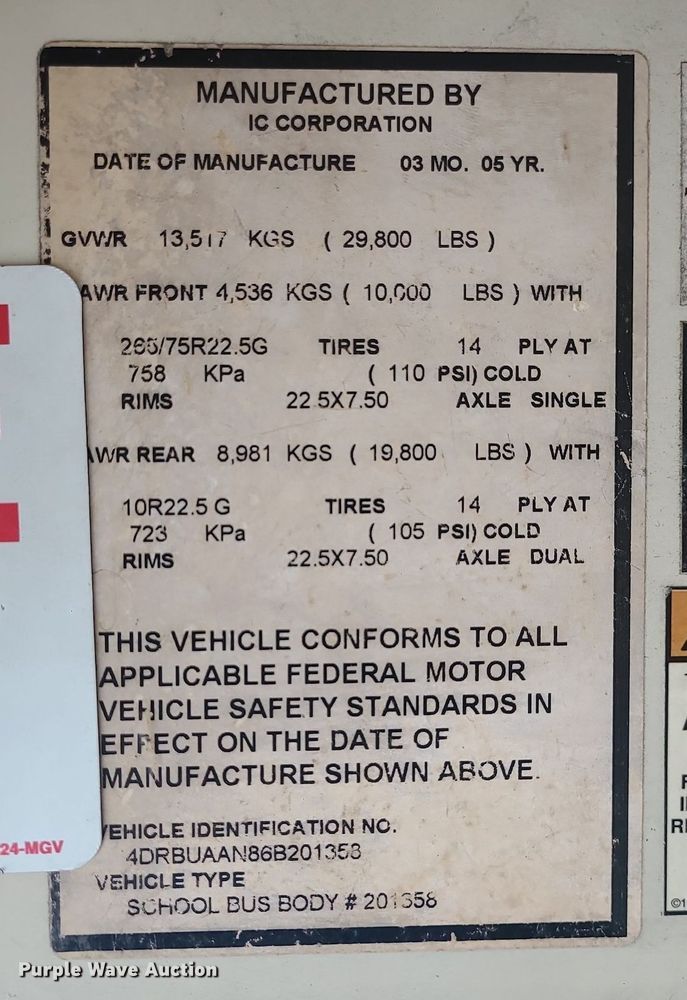 MANUFACTURED BY
IC CORPORATION
DATE OF MANUFACTURE 03 MO. 05 YR.
GVWR 13,517 KGS ( 29,800 LBS )
AWR FRONT 4,536 KGS ( 10,000 LBS ) WITH
265/75R22.5G TIRES 14 PLY AT
758 KPa ( 110 PSI) COLD
RIMS 22 5X7.50 AXLE SINGLE
AWR REAR 8,981 KGS ( 19,800 LBS ) WITH
10R22.5 G TIRES 14 PLY AT
723 KPa ( 105 PSI) COLD
RIMS 22.5X7.50 AXLE DUAL
THIS VEHICLE CONFORMS TO ALL
APPLICABLE FEDERAL MOTOR
VEHICLE SAFETY STANDARDS IN
EFFECT ON THE DATE OF
MANUFACTURE SHOWN ABOVE.
VEHICLE IDENTIFICATION NO.
4DRBUAAN86B201358
VEHICLE TYPE
SCHOOL BUS BODY # 201358
24-MGV
Purple Wave Auction